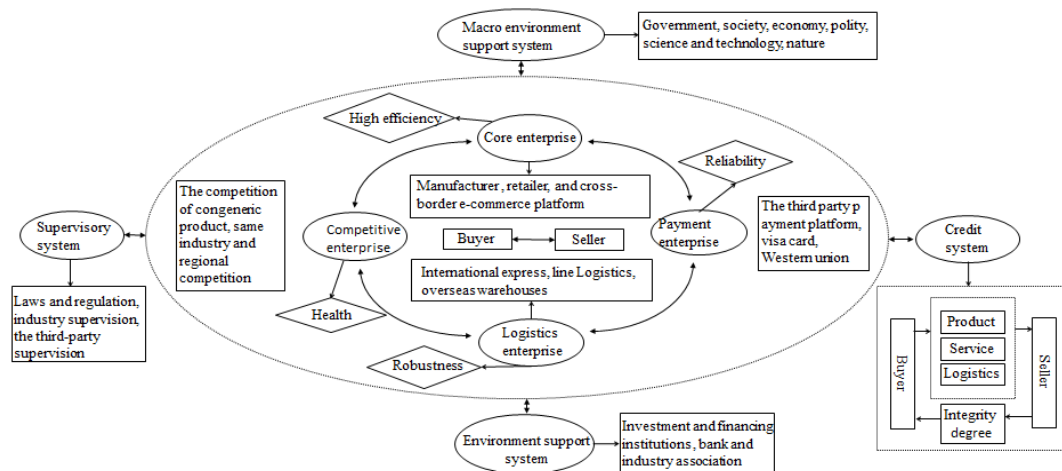 Macro environment
support system
Government, society, economy, polity,
science and technology, nature
High efficiency
Core enterprise
Reliability
Manufacturer, retailer, and cross-
border e-commerce platform
The competition
of congeneric
product, same
industry and
regional
competition
Supervisory
system
Competitive
enterprise
Buyer
Seller
Payment
enterprise
The third party p
ayment platform,
visa card,
Western union
Credit
system
International express, line Logistics,
overseas warehouses
Laws and regulation,
industry supervision,
the third-party
supervision
Health
Logistics
enterprise
Robustness
Buyer
Product
Service
Logistics
Seller
Integrity
degree
Environment support
system
Investment and financing
institutions, bank and
industry association